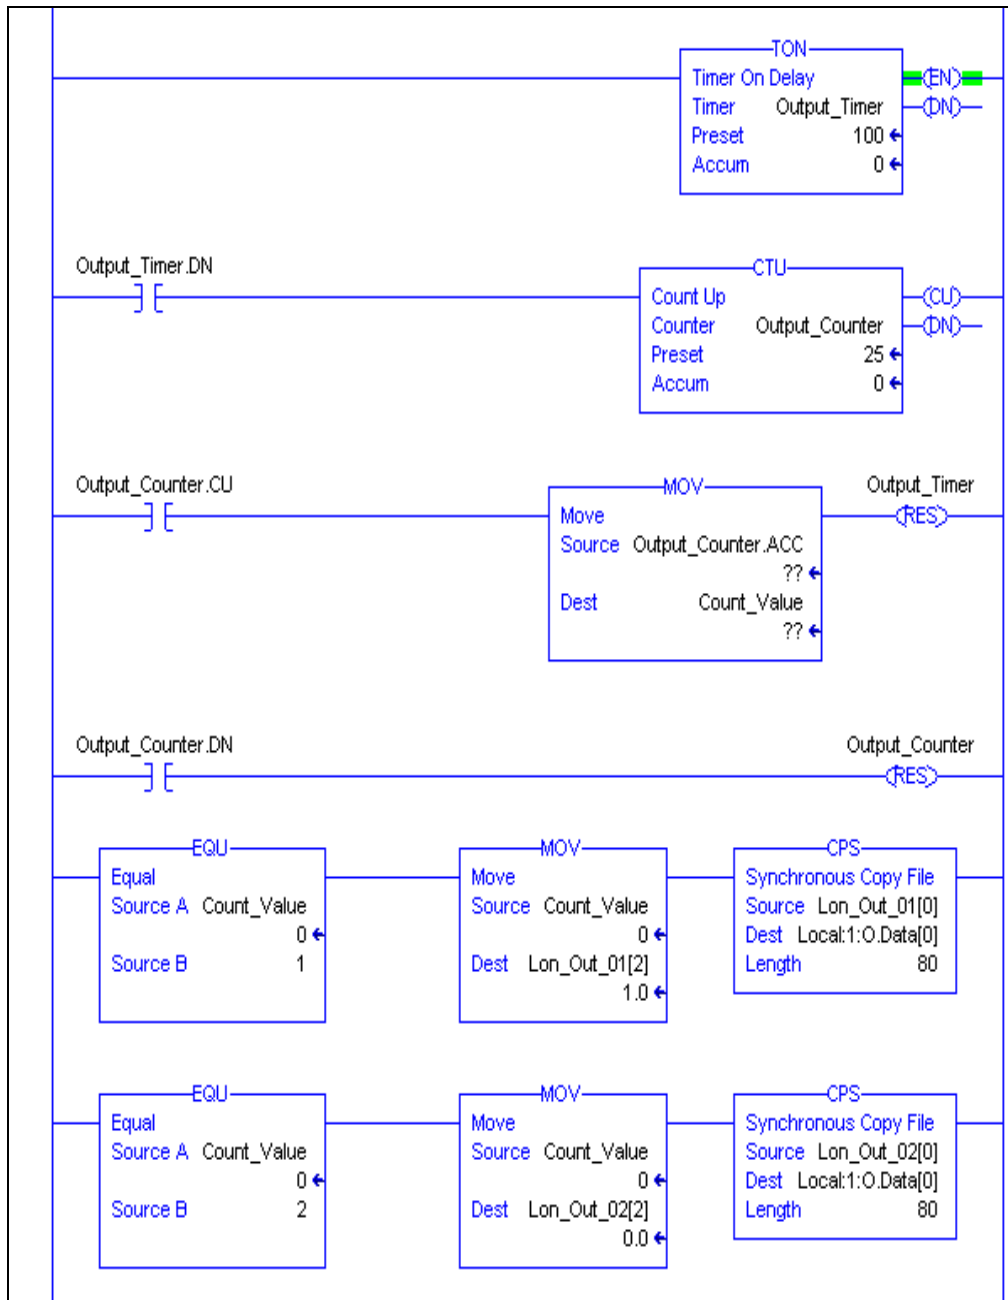 TON
Timer On Delay
EN
Timer Output_Timer
DN
Preset 100
Accum 0
Output_Timer.DN
CTU
Count Up
CU
Counter Output_Counter
DN
Preset 25
Accum 0
Output_Counter.CU
MOV
Output_Timer
Move
RES
Source Output_Counter.ACC
??
Dest Count_Value
??
Output_Counter.DN
Output_Counter
RES
EQU
Equal
Source A Count_Value
0
Source B 1
MOV
Move
Source Count_Value
0
Dest Lon_Out_01[2]
1.0
CPS
Synchronous Copy File
Source Lon_Out_01[0]
Dest Local:1:O.Data[0]
Length 80
EQU
Equal
Source A Count_Value
0
Source B 2
MOV
Move
Source Count_Value
0
Dest Lon_Out_02[2]
0.0
CPS
Synchronous Copy File
Source Lon_Out_02[0]
Dest Local:1:O.Data[0]
Length 80